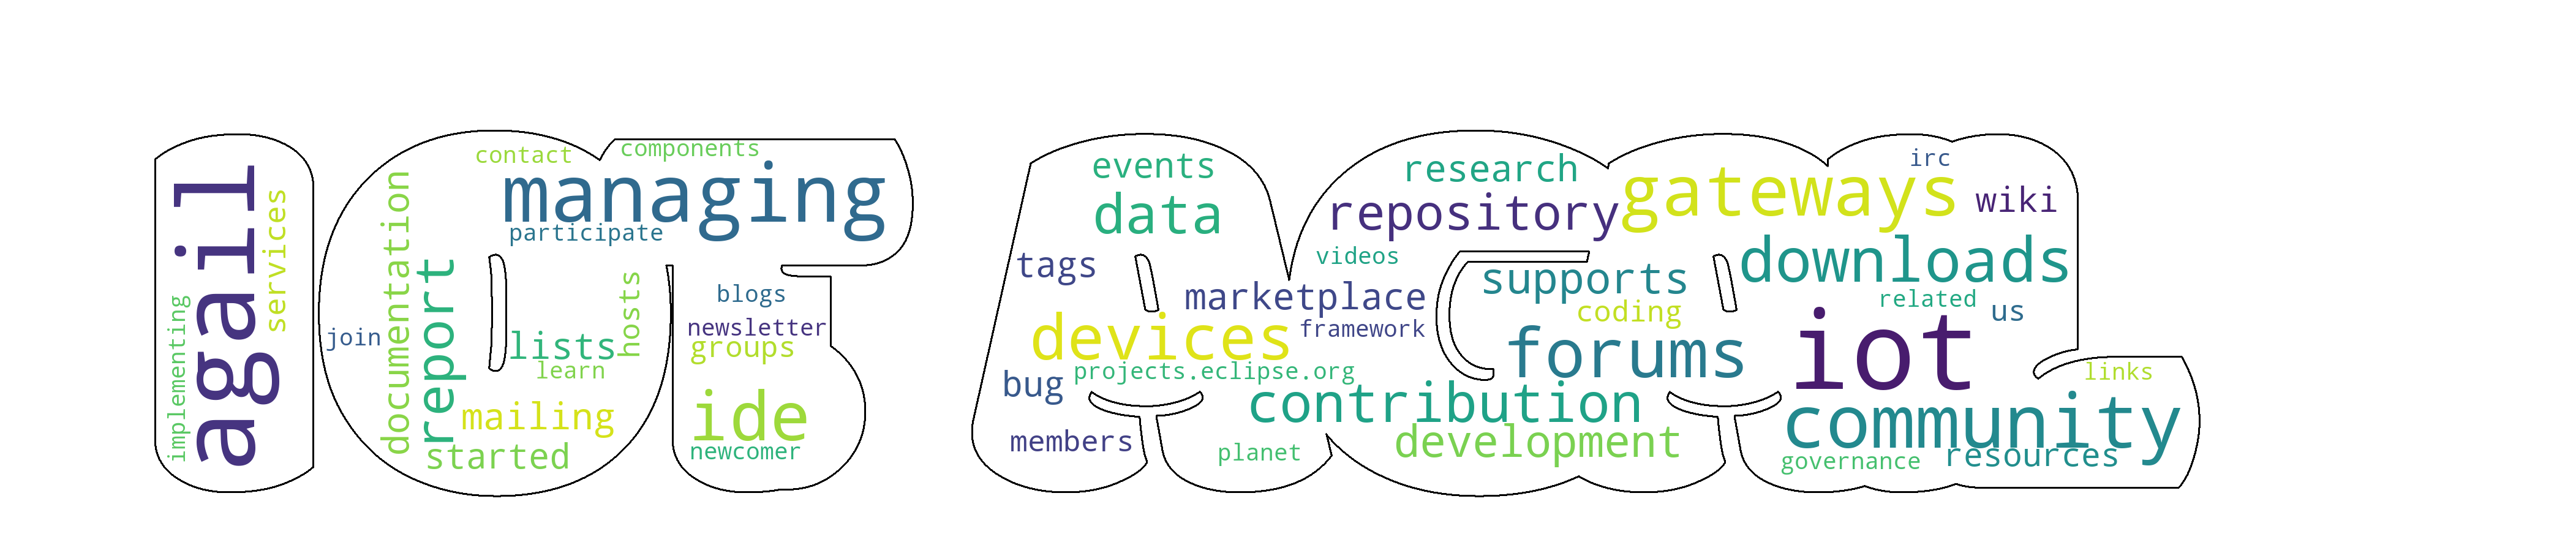 agail
services
implementing
contact
components
managing
participate
documentation
report
join
hosts
lists
learn
mailing
started
blogs
newsletter
groups
ide
newcomer
events
data
tags
marketplace
devices
framework
bug
projects.eclipse.org
members
planet
research
repository
videos
gateways
irc
wiki
supports
downloads
coding
related
us
forums
iot
contribution
development
links
community
governance
resources